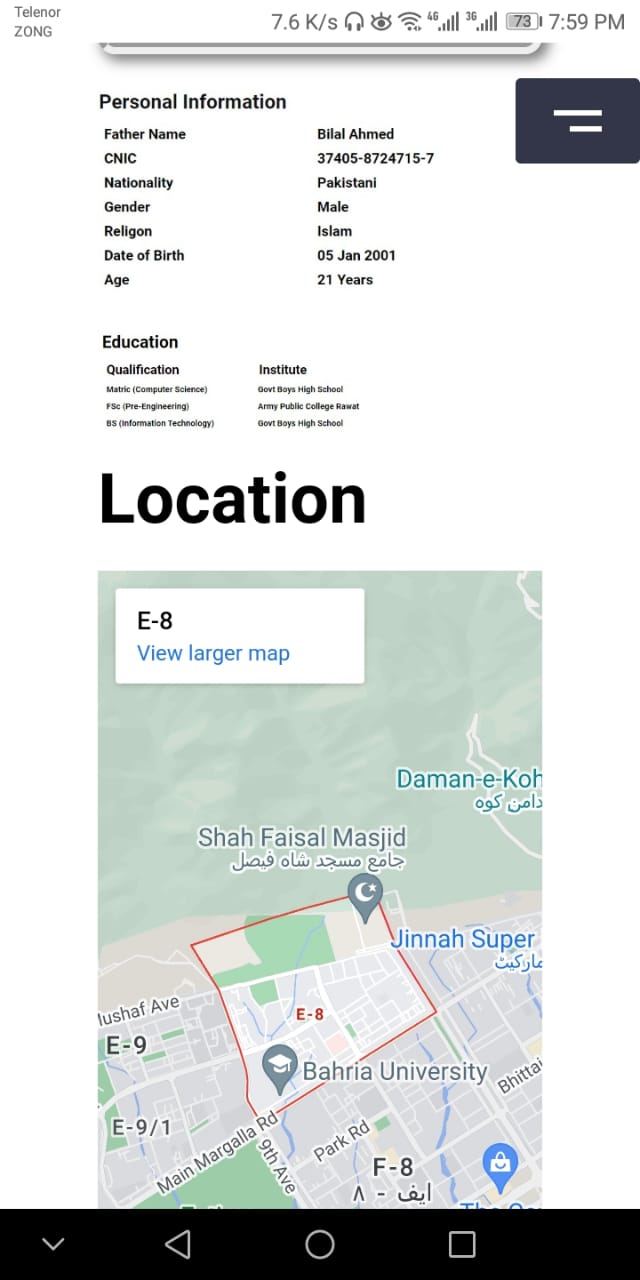 Telenor
ZONG
7.6 K/s 4G 3G 73 7:59 PM
Personal Information
Father Name Bilal Ahmed
CNIC 37405-8724715-7
Nationality Pakistani
Gender Male
Religon Islam
Date of Birth 05 Jan 2001
Age 21 Years
Education
Qualification Institute
Matric (Computer Science) Govt Boys High School
FSc (Pre-Engineering) Army Public College Rawat
BS (Information Technology) Govt Boys High School
Location
E-8
View larger map
Daman-e-Koh
دامن کوہ
Shah Faisal Masjid
جامع مسجد شاہ فیصل
Jinnah Super
مارکیٹ
Mushaf Ave
E-8
E-9
Bahria University
Bhittai
E-9/1
Main Margalla Rd
9th Ave
Park Rd
F-8
ایف - ٨